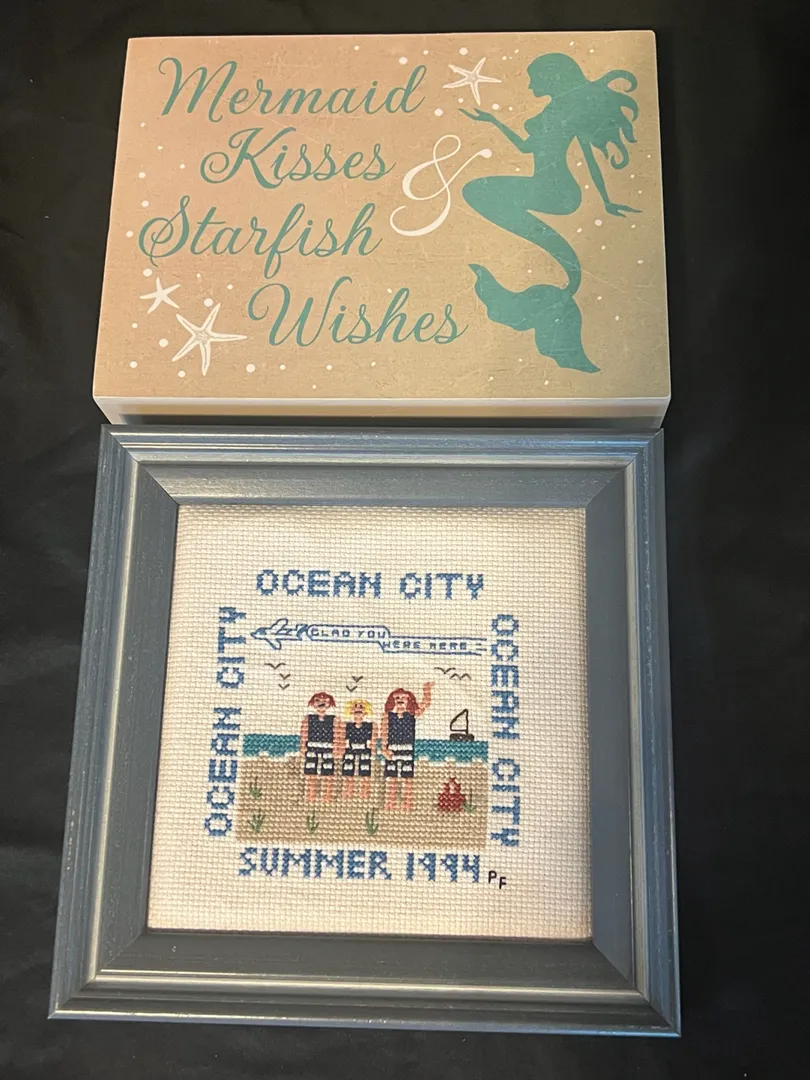 Mermaid
Kisses
&
Starfish
Wishes
OCEAN CITY
GLAD YOU
WERE HERE
OCEAN CITY
OCEAN CITY
SUMMER 1994
PF